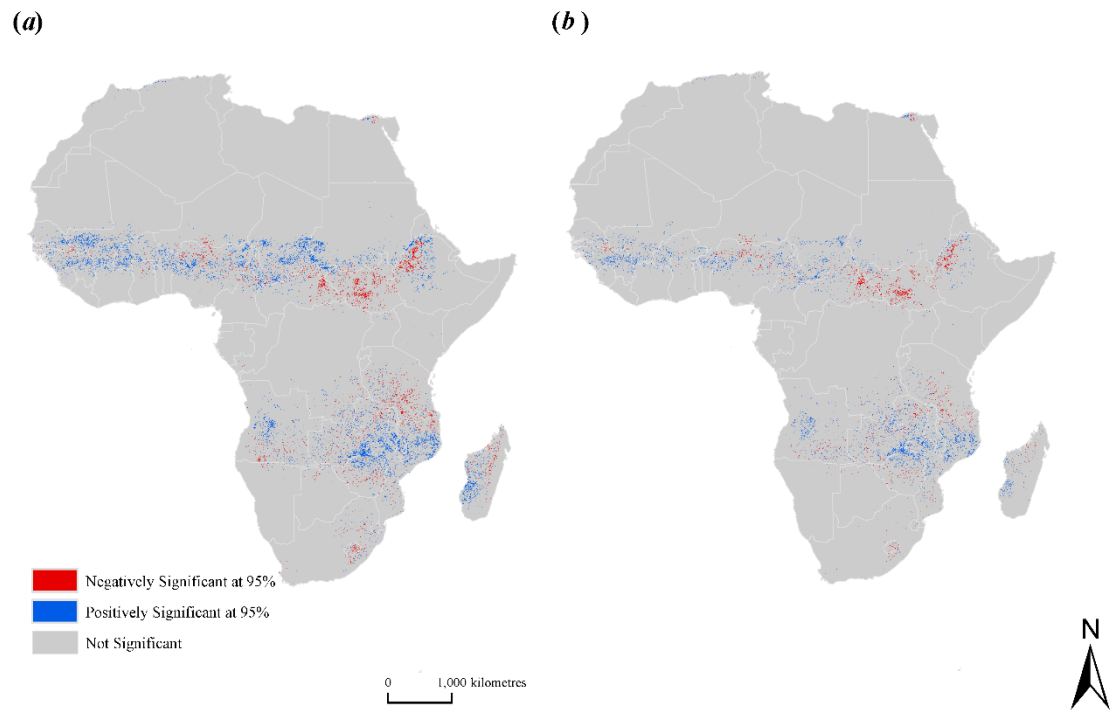 (a)
(b)
Negatively Significant at 95%
Positively Significant at 95%
Not Significant
0 1,000 kilometres
N